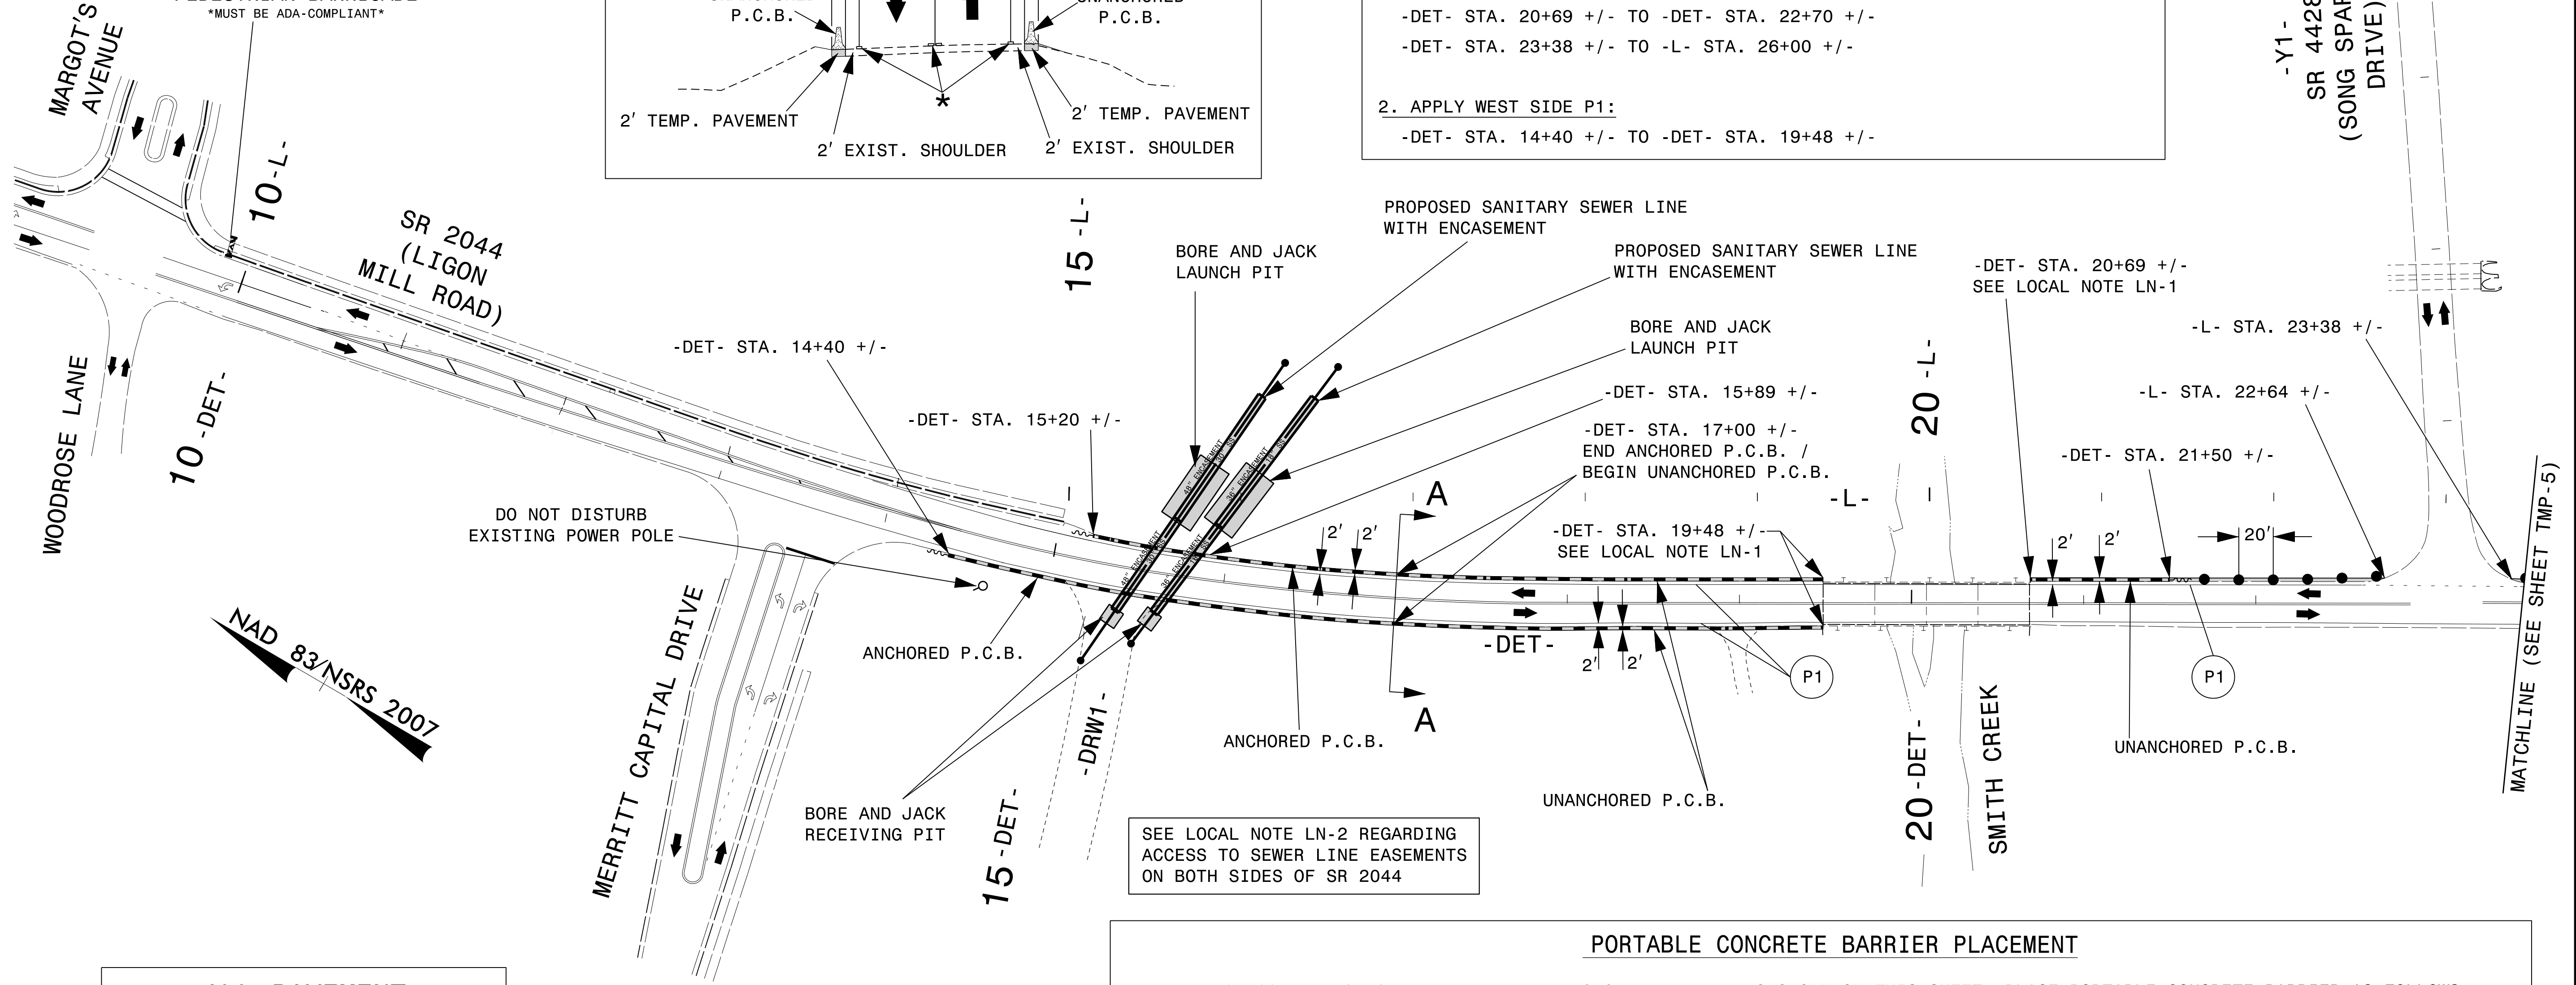 *MUST BE ADA-COMPLIANT*
MARGOT'S
AVENUE
P.C.B.
P.C.B.
*
2' TEMP. PAVEMENT
2' TEMP. PAVEMENT
2' EXIST. SHOULDER
2' EXIST. SHOULDER
-DET- STA. 20+69 +/- TO -DET- STA. 22+70 +/-
-DET- STA. 23+38 +/- TO -L- STA. 26+00 +/-
2. APPLY WEST SIDE P1:
-DET- STA. 14+40 +/- TO -DET- STA. 19+48 +/-
-Y1-
SR 4428
(SONG SPAR
DRIVE)
10 -L-
SR 2044
(LIGON
MILL ROAD)
15 -L-
BORE AND JACK
LAUNCH PIT
PROPOSED SANITARY SEWER LINE
WITH ENCASEMENT
PROPOSED SANITARY SEWER LINE
WITH ENCASEMENT
BORE AND JACK
LAUNCH PIT
-DET- STA. 20+69 +/-
SEE LOCAL NOTE LN-1
-L- STA. 23+38 +/-
-L- STA. 22+64 +/-
-DET- STA. 21+50 +/-
20 -L-
-DET- STA. 14+40 +/-
-DET- STA. 15+20 +/-
-DET- STA. 15+89 +/-
-DET- STA. 17+00 +/-
END ANCHORED P.C.B. /
BEGIN UNANCHORED P.C.B.
-L-
-DET- STA. 19+48 +/-
SEE LOCAL NOTE LN-1
WOODROSE LANE
10 -DET-
DO NOT DISTURB
EXISTING POWER POLE
48" ENCASEMENT
36" ENCASEMENT
48" ENCASEMENT
36" ENCASEMENT
A
A
2'
2'
2'
2'
2'
2'
20'
-DET-
P1
P1
MATCHLINE (SEE SHEET TMP-5)
NAD 83/NSRS 2007
MERRITT CAPITAL DRIVE
ANCHORED P.C.B.
ANCHORED P.C.B.
-DRW1-
15 -DET-
BORE AND JACK
RECEIVING PIT
UNANCHORED P.C.B.
UNANCHORED P.C.B.
20 -DET-
SMITH CREEK
SEE LOCAL NOTE LN-2 REGARDING
ACCESS TO SEWER LINE EASEMENTS
ON BOTH SIDES OF SR 2044
PORTABLE CONCRETE BARRIER PLACEMENT